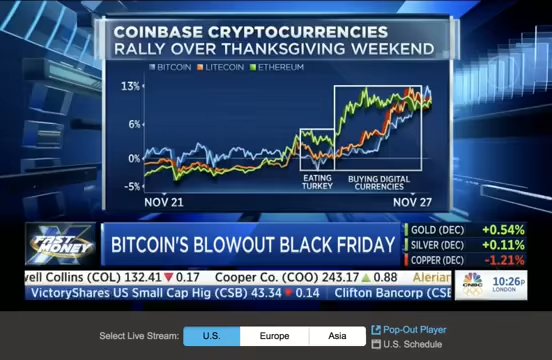 COINBASE CRYPTOCURRENCIES
RALLY OVER THANKSGIVING WEEKEND
BITCOIN LITECOIN ETHEREUM
13%
6%
0%
-5%
EATING
TURKEY
BUYING DIGITAL
CURRENCIES
NOV 21
NOV 27
FAST
MONEY
BITCOIN'S BLOWOUT BLACK FRIDAY
GOLD (DEC) +0.54%
SILVER (DEC) +0.11%
COPPER (DEC) -1.21%
well Collins (COL) 132.41 0.17 Cooper Co. (COO) 243.17 0.88 Alerian
VictoryShares US Small Cap Hig (CSB) 43.34 0.14 Clifton Bancorp (CSB
CNBC
10:26P
LONDON
Select Live Stream: U.S. Europe Asia
Pop-Out Player
U.S. Schedule